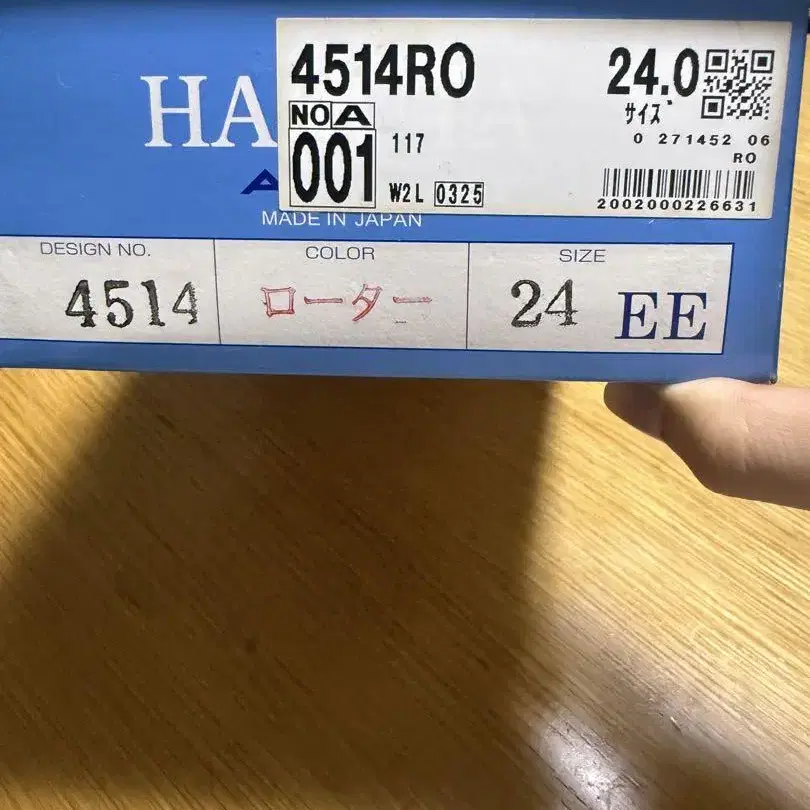 4514RO
24.0
サイズ
NO A
001
117
W2L 0325
0 271452 06
RO
2002000226631
HA
MADE IN JAPAN
DESIGN NO.
COLOR
SIZE
4514
ローター
24 EE